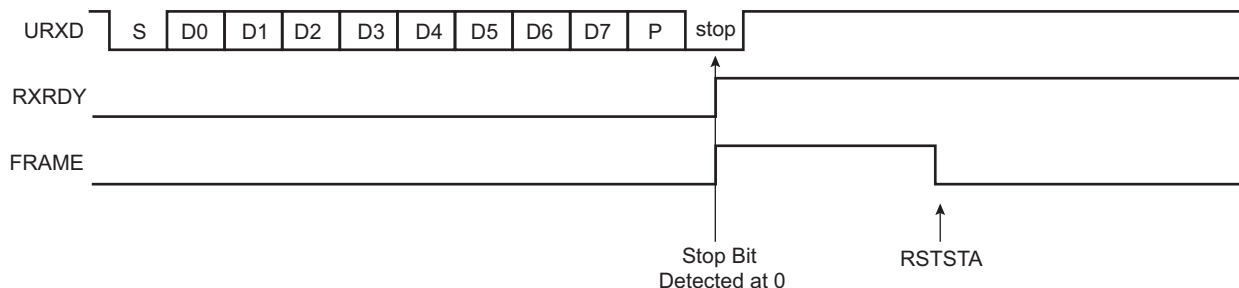 URXD S D0 D1 D2 D3 D4 D5 D6 D7 P stop
RXRDY
FRAME
Stop Bit
Detected at 0
RSTSTA